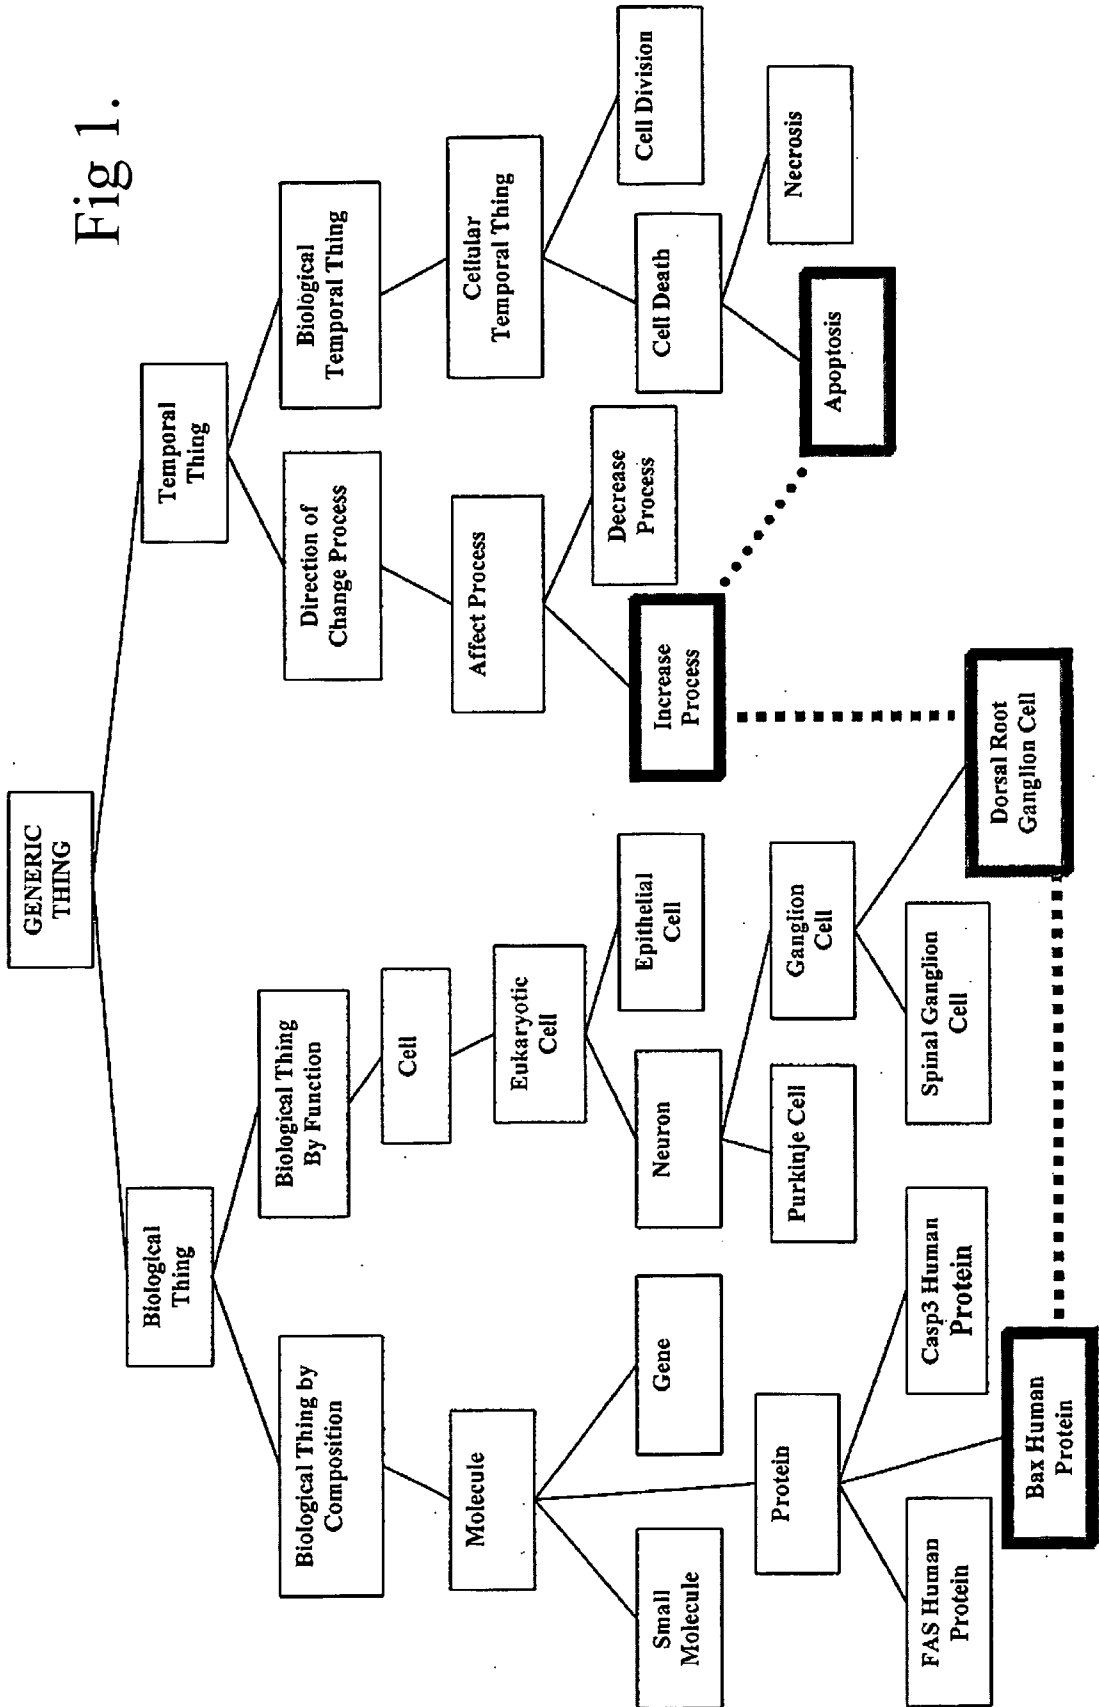 Fig 1.
GENERIC
THING
Biological
Thing
Temporal
Thing
Biological Thing by
Composition
Biological Thing
By Function
Direction of
Change Process
Biological
Temporal Thing
Molecule
Cell
Affect Process
Cellular
Temporal Thing
Eukaryotic
Cell
Small
Molecule
Gene
Neuron
Epithelial
Cell
Increase
Process
Decrease
Process
Cell Death
Cell Division
Protein
Purkinje Cell
Ganglion
Cell
Apoptosis
Necrosis
FAS Human
Protein
Casp3 Human
Protein
Spinal Ganglion
Cell
Dorsal Root
Ganglion Cell
Bax Human
Protein